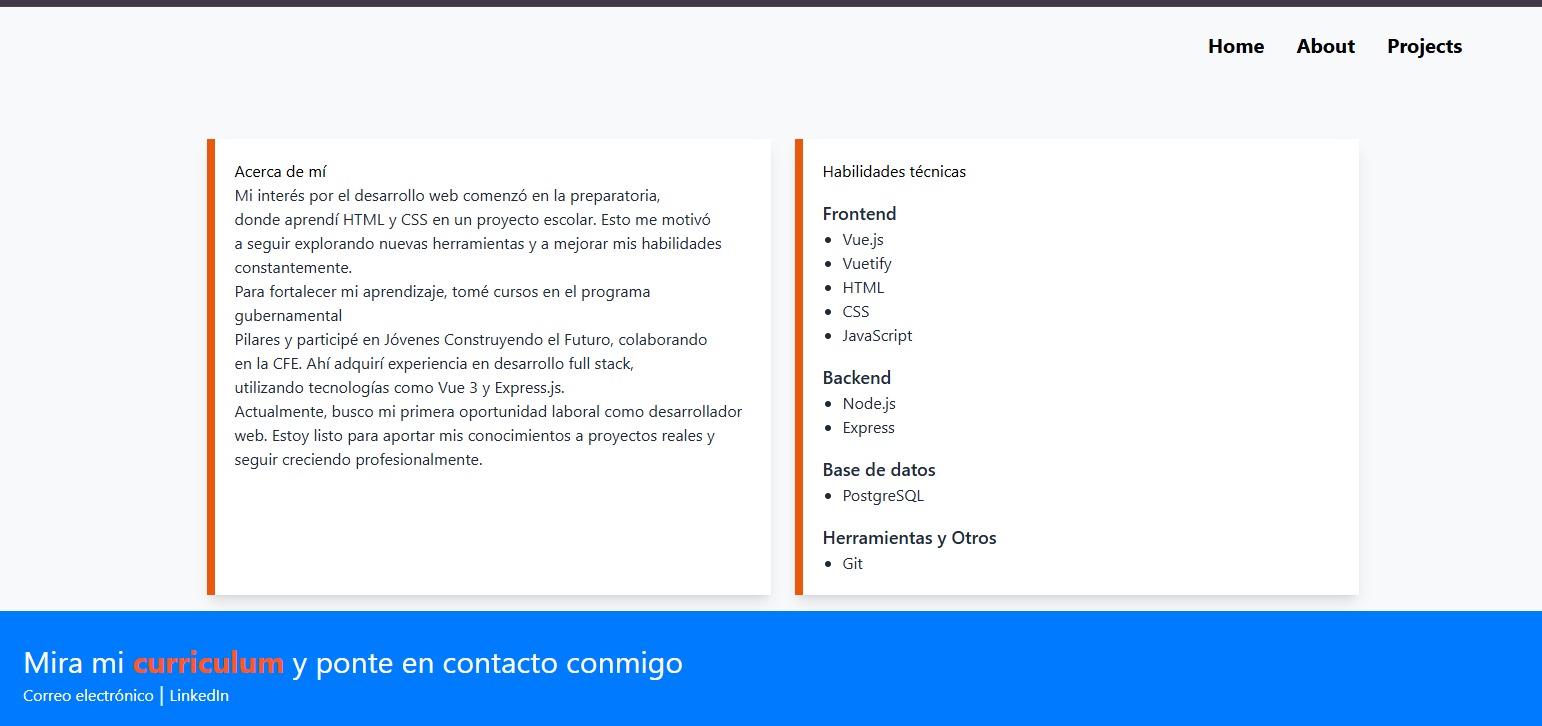 Home About Projects
Acerca de mí
Mi interés por el desarrollo web comenzó en la preparatoria,
donde aprendí HTML y CSS en un proyecto escolar. Esto me motivó
a seguir explorando nuevas herramientas y a mejorar mis habilidades
constantemente.
Para fortalecer mi aprendizaje, tomé cursos en el programa
gubernamental
Pilares y participé en Jóvenes Construyendo el Futuro, colaborando
en la CFE. Ahí adquirí experiencia en desarrollo full stack,
utilizando tecnologías como Vue 3 y Express.js.
Actualmente, busco mi primera oportunidad laboral como desarrollador
web. Estoy listo para aportar mis conocimientos a proyectos reales y
seguir creciendo profesionalmente.
Habilidades técnicas
Frontend
• Vue.js
• Vuetify
• HTML
• CSS
• JavaScript
Backend
• Node.js
• Express
Base de datos
• PostgreSQL
Herramientas y Otros
• Git
Mira mi curriculum y ponte en contacto conmigo
Correo electrónico | LinkedIn